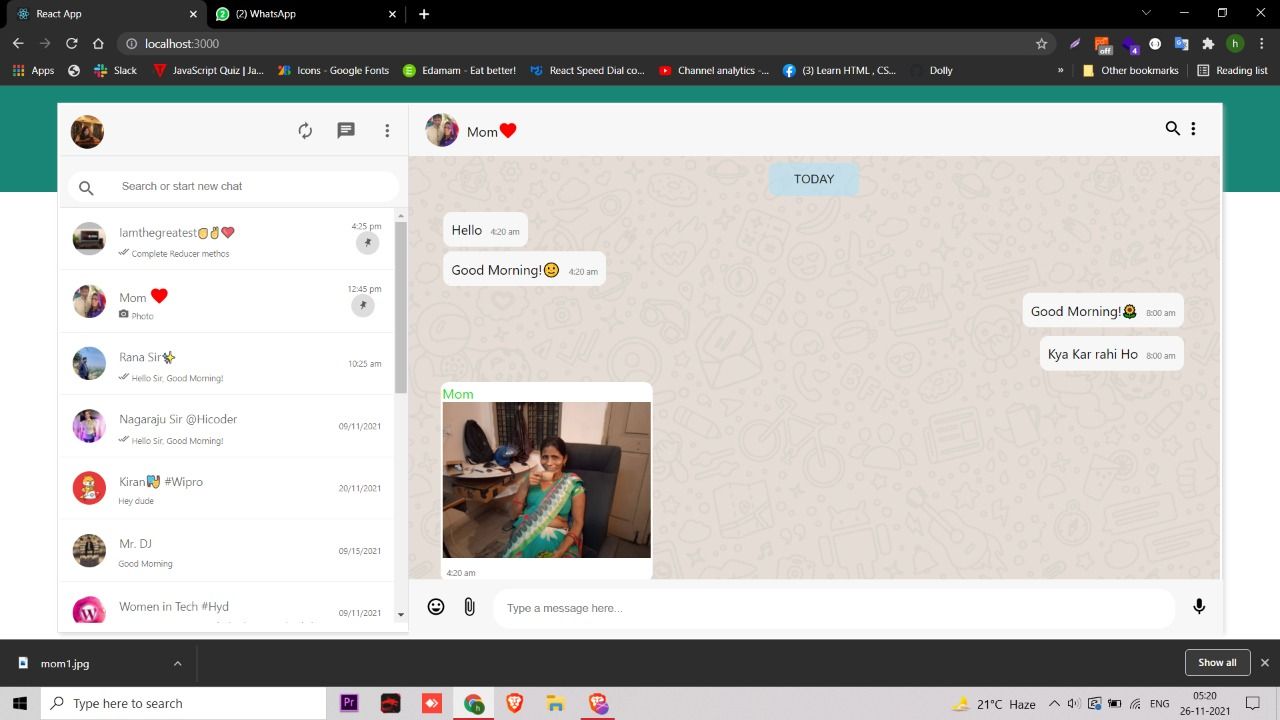 React App
(2) WhatsApp
localhost:3000
off
4
h
Apps
Slack
JavaScript Quiz | Ja...
Icons - Google Fonts
Edamam - Eat better!
React Speed Dial co...
Channel analytics -...
(3) Learn HTML , CS...
Dolly
»
Other bookmarks
Reading list
Mom❤️
Search or start new chat
TODAY
Iamthegreatest
4:25 pm
Complete Reducer methos
Hello 4:20 am
Good Morning!🙂 4:20 am
Mom ❤️
12:45 pm
Photo
Good Morning!🌻 8:00 am
Rana Sir✨
10:25 am
Hello Sir, Good Morning!
Kya Kar rahi Ho 8:00 am
Mom
Nagaraju Sir @Hicoder
09/11/2021
Hello Sir, Good Morning!
Kiran #Wipro
20/11/2021
Hey dude
Mr. DJ
09/15/2021
Good Morning
4:20 am
Women in Tech #Hyd
09/11/2021
Type a message here...
mom1.jpg
Show all
Type here to search
Pr
h
21°C Haze
ENG
05:20
26-11-2021